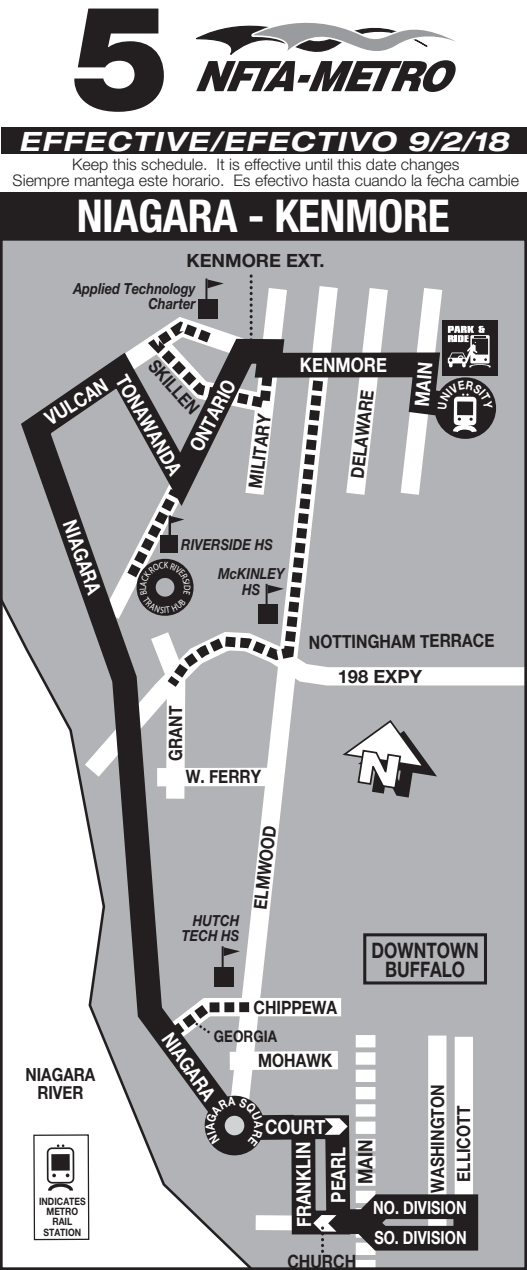 5
NFTA-METRO
EFFECTIVE/EFECTIVO 9/2/18
Keep this schedule. It is effective until this date changes
Siempre mantega este horario. Es efectivo hasta cuando la fecha cambie
NIAGARA - KENMORE
KENMORE EXT.
Applied Technology
Charter
PARK &
RIDE
KENMORE
MAIN
UNIVERSITY
SKILLEN
VULCAN
TONAWANDA
ONTARIO
MILITARY
DELAWARE
NIAGARA
RIVERSIDE HS
BLACK ROCK RIVERSIDE
TRANSIT HUB
McKINLEY
HS
NOTTINGHAM TERRACE
198 EXPY
GRANT
W. FERRY
N
ELMWOOD
HUTCH
TECH HS
DOWNTOWN
BUFFALO
CHIPPEWA
GEORGIA
NIAGARA
MOHAWK
NIAGARA
RIVER
NIAGARA SQUARE
COURT
FRANKLIN
PEARL
MAIN
WASHINGTON
ELLICOTT
NO. DIVISION
SO. DIVISION
CHURCH
INDICATES
METRO
RAIL
STATION